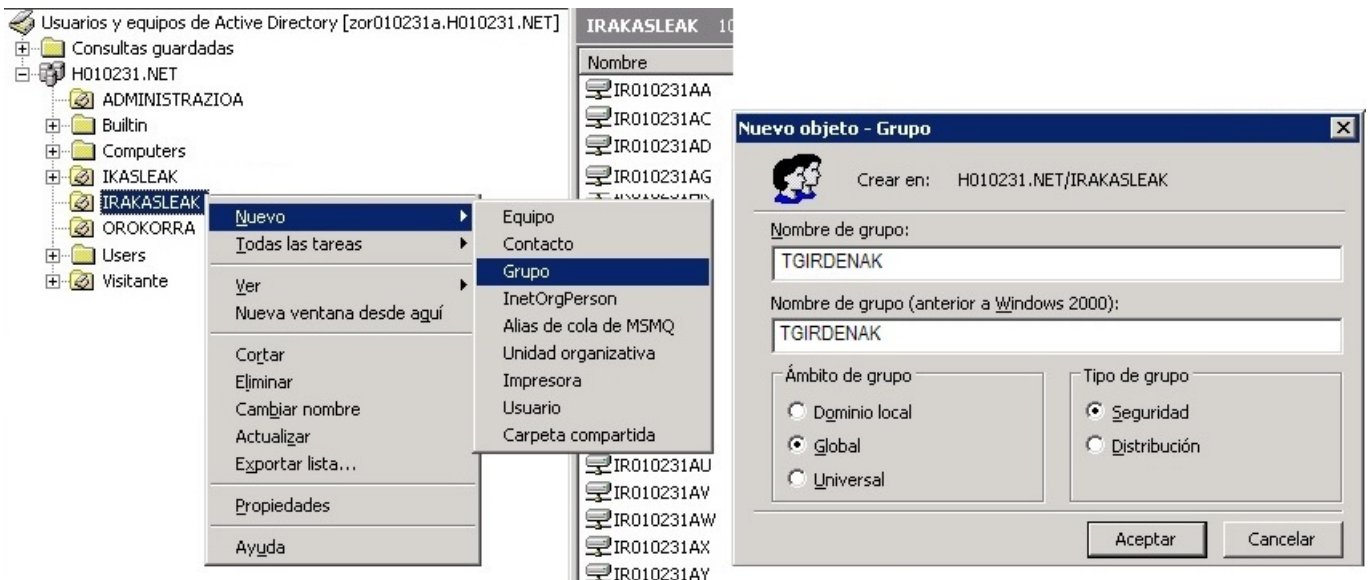 Usuarios y equipos de Active Directory [zor010231a.H010231.NET]
Consultas guardadas
H010231.NET
ADMINISTRAZIOA
Builtin
Computers
IKASLEAK
IRAKASLEAK
OROKORRA
Users
Visitante
Nuevo
Todas las tareas
Ver
Nueva ventana desde aquí
Cortar
Eliminar
Cambiar nombre
Actualizar
Exportar lista...
Propiedades
Ayuda
Equipo
Contacto
Grupo
InetOrgPerson
Alias de cola de MSMQ
Unidad organizativa
Impresora
Usuario
Carpeta compartida
IRAKASLEAK 10
Nombre
IR010231AA
IR010231AC
IR010231AD
IR010231AG
IR010231AU
IR010231AV
IR010231AW
IR010231AX
IR010231AY
Nuevo objeto - Grupo
Crear en: H010231.NET/IRAKASLEAK
Nombre de grupo:
TGIRDENAK
Nombre de grupo (anterior a Windows 2000):
TGIRDENAK
Ámbito de grupo
Dominio local
Global
Universal
Tipo de grupo
Seguridad
Distribución
Aceptar
Cancelar